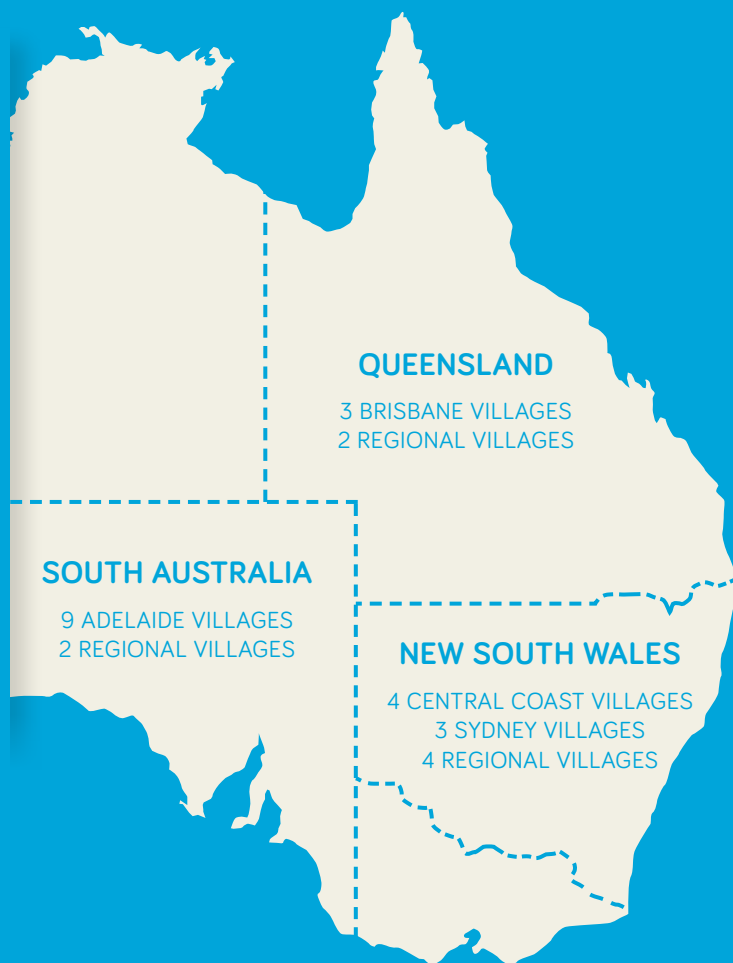 QUEENSLAND
3 BRISBANE VILLAGES
2 REGIONAL VILLAGES
SOUTH AUSTRALIA
9 ADELAIDE VILLAGES
2 REGIONAL VILLAGES
NEW SOUTH WALES
4 CENTRAL COAST VILLAGES
3 SYDNEY VILLAGES
4 REGIONAL VILLAGES